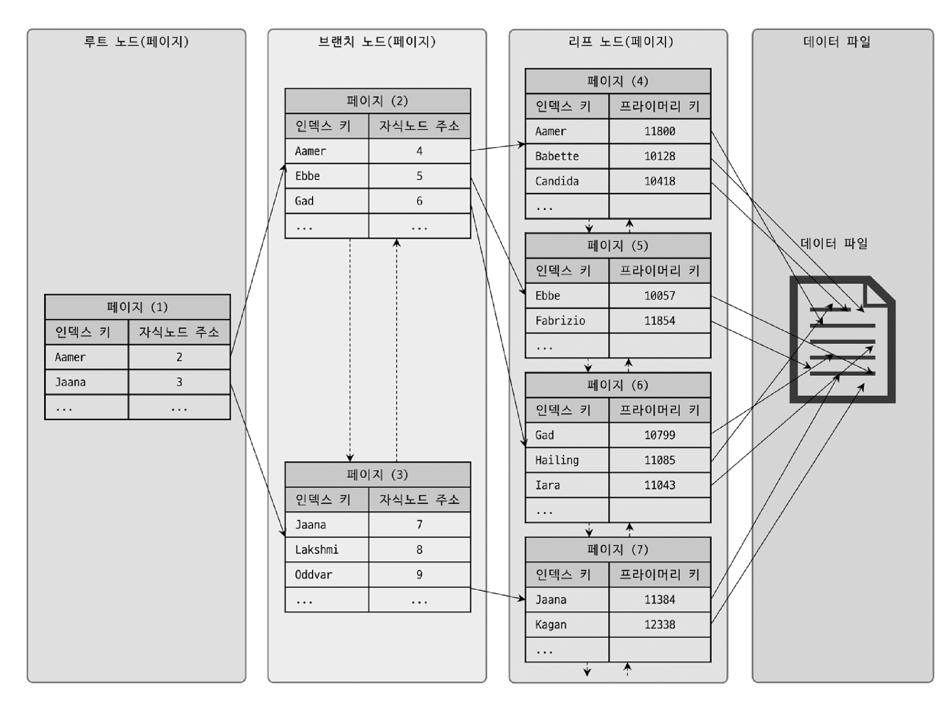 루트 노드(페이지)
페이지 (1)
인덱스 키 자식노드 주소
Aamer 2
Jaana 3
... ...
브랜치 노드(페이지)
페이지 (2)
인덱스 키 자식노드 주소
Aamer 4
Ebbe 5
Gad 6
... ...
페이지 (3)
인덱스 키 자식노드 주소
Jaana 7
Lakshmi 8
Oddvar 9
... ...
리프 노드(페이지)
페이지 (4)
인덱스 키 프라이머리 키
Aamer 11800
Babette 10128
Candida 10418
...
페이지 (5)
인덱스 키 프라이머리 키
Ebbe 10057
Fabrizio 11854
...
페이지 (6)
인덱스 키 프라이머리 키
Gad 10799
Hailing 11085
Iara 11043
...
페이지 (7)
인덱스 키 프라이머리 키
Jaana 11384
Kagan 12338
...
데이터 파일
데이터 파일